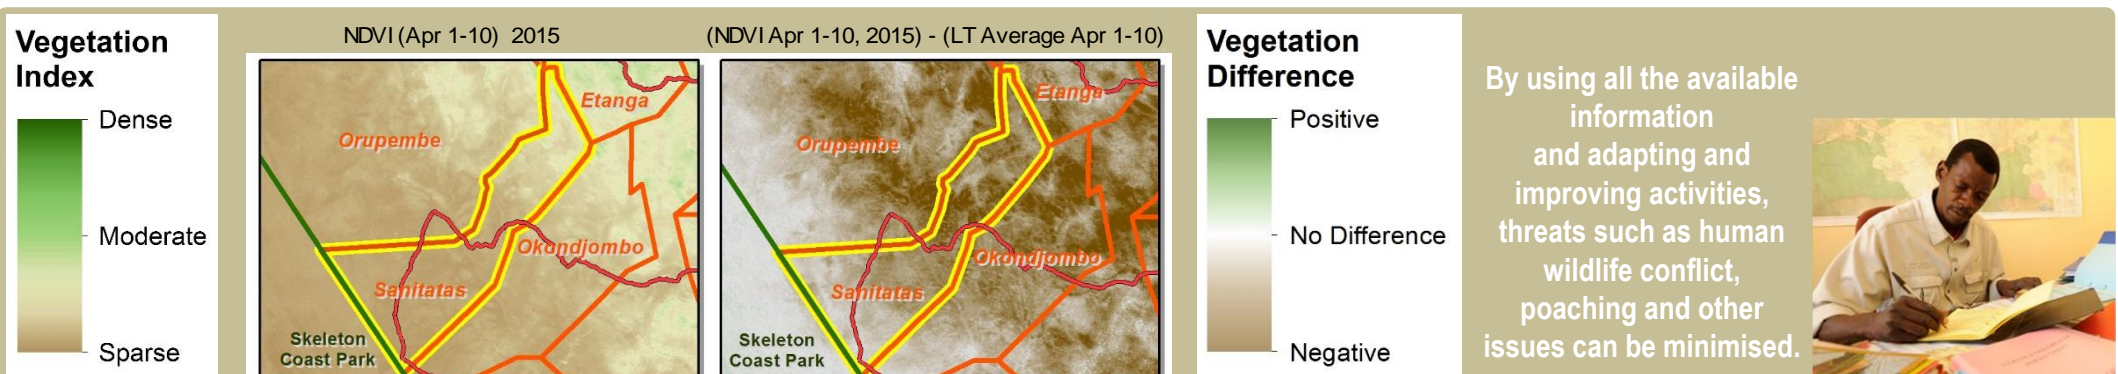 Vegetation
Index
Dense
Moderate
Sparse
NDVI (Apr 1-10) 2015
Etanga
Orupembe
Okondjombo
Sanitatas
Skeleton
Coast Park
(NDVI Apr 1-10, 2015) - (LT Average Apr 1-10)
Etanga
Orupembe
Okondjombo
Sanitatas
Skeleton
Coast Park
Vegetation
Difference
Positive
No Difference
Negative
By using all the available
information
and adapting and
improving activities,
threats such as human
wildlife conflict,
poaching and other
issues can be minimised.